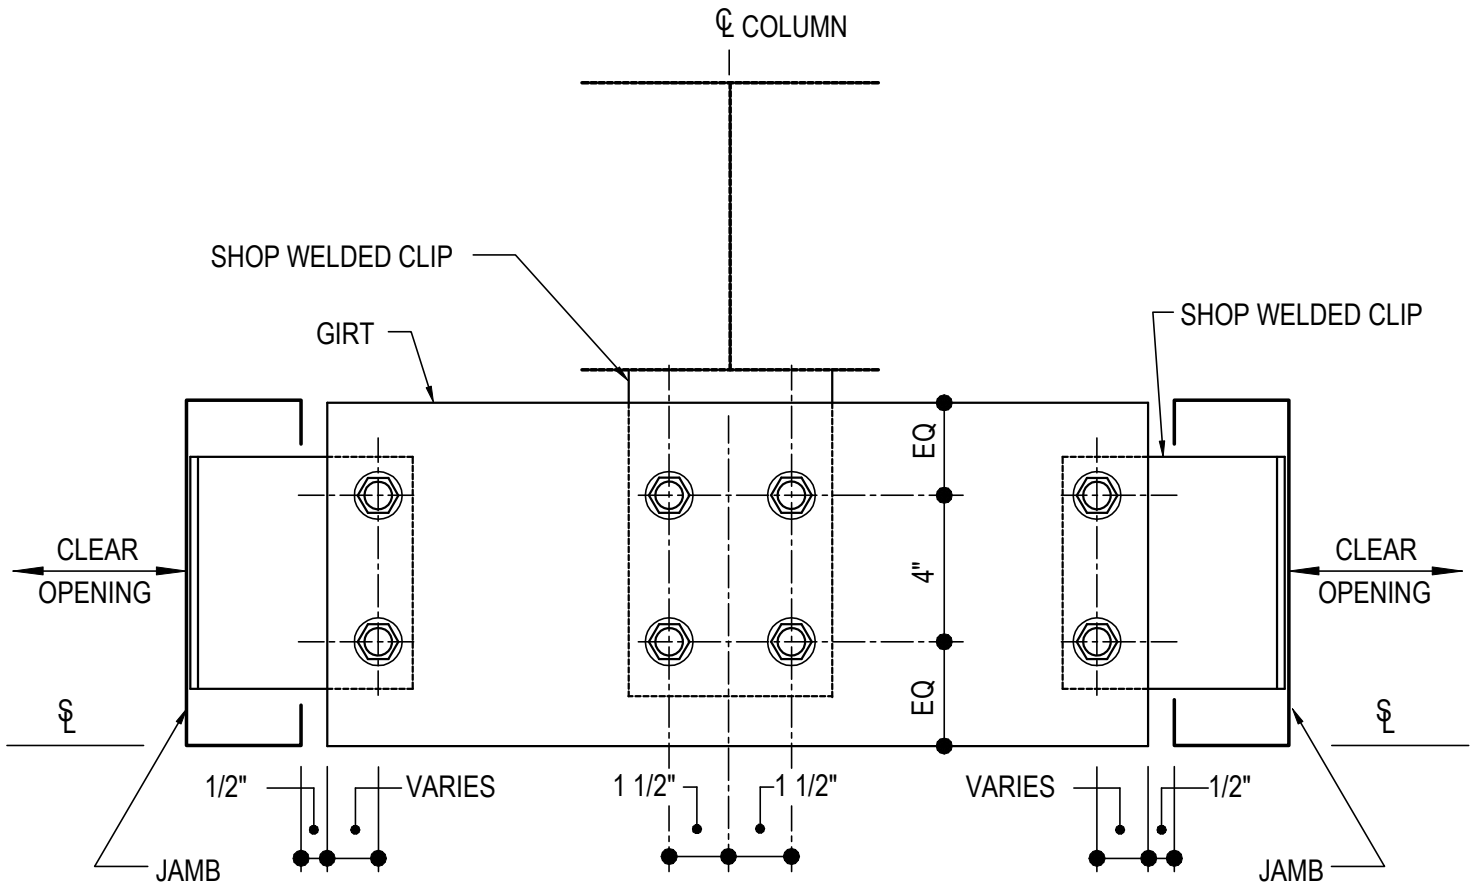 ℄ COLUMN
SHOP WELDED CLIP
GIRT
SHOP WELDED CLIP
EQ
4"
EQ
CLEAR
OPENING
CLEAR
OPENING
SL
SL
1/2"
VARIES
1 1/2"
1 1/2"
VARIES
1/2"
JAMB
JAMB